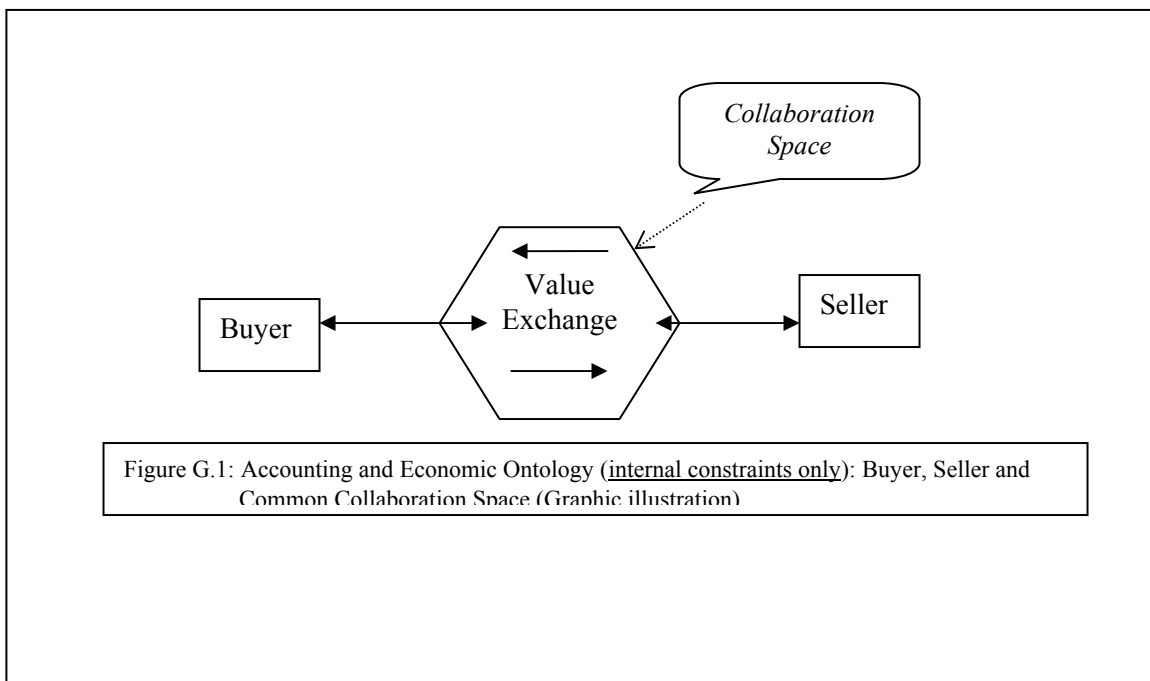 Collaboration
Space
Value
Exchange
Buyer
Seller
Figure G.1: Accounting and Economic Ontology (internal constraints only): Buyer, Seller and
Common Collaboration Space (Graphic illustration)